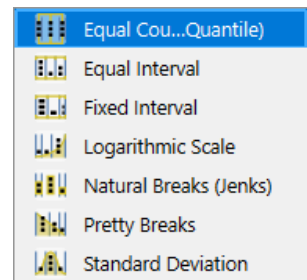 Equal Cou...Quantile)
Equal Interval
Fixed Interval
Logarithmic Scale
Natural Breaks (Jenks)
Pretty Breaks
Standard Deviation